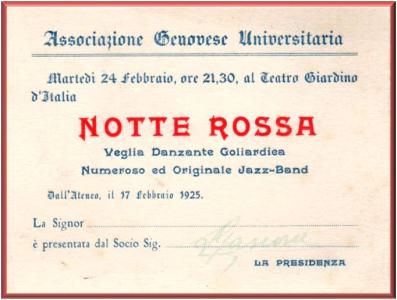 Associazione Genovese Universitaria
Martedì 24 Febbraio, ore 21,30, al Teatro Giardino
d'Italia
NOTTE ROSSA
Veglia Danzante Goliardica
Numeroso ed Originale Jazz-Band
Dall'Ateneo, il 17 Febbraio 1925.
La Signor
è presentata dal Socio Sig.
LA PRESIDENZA